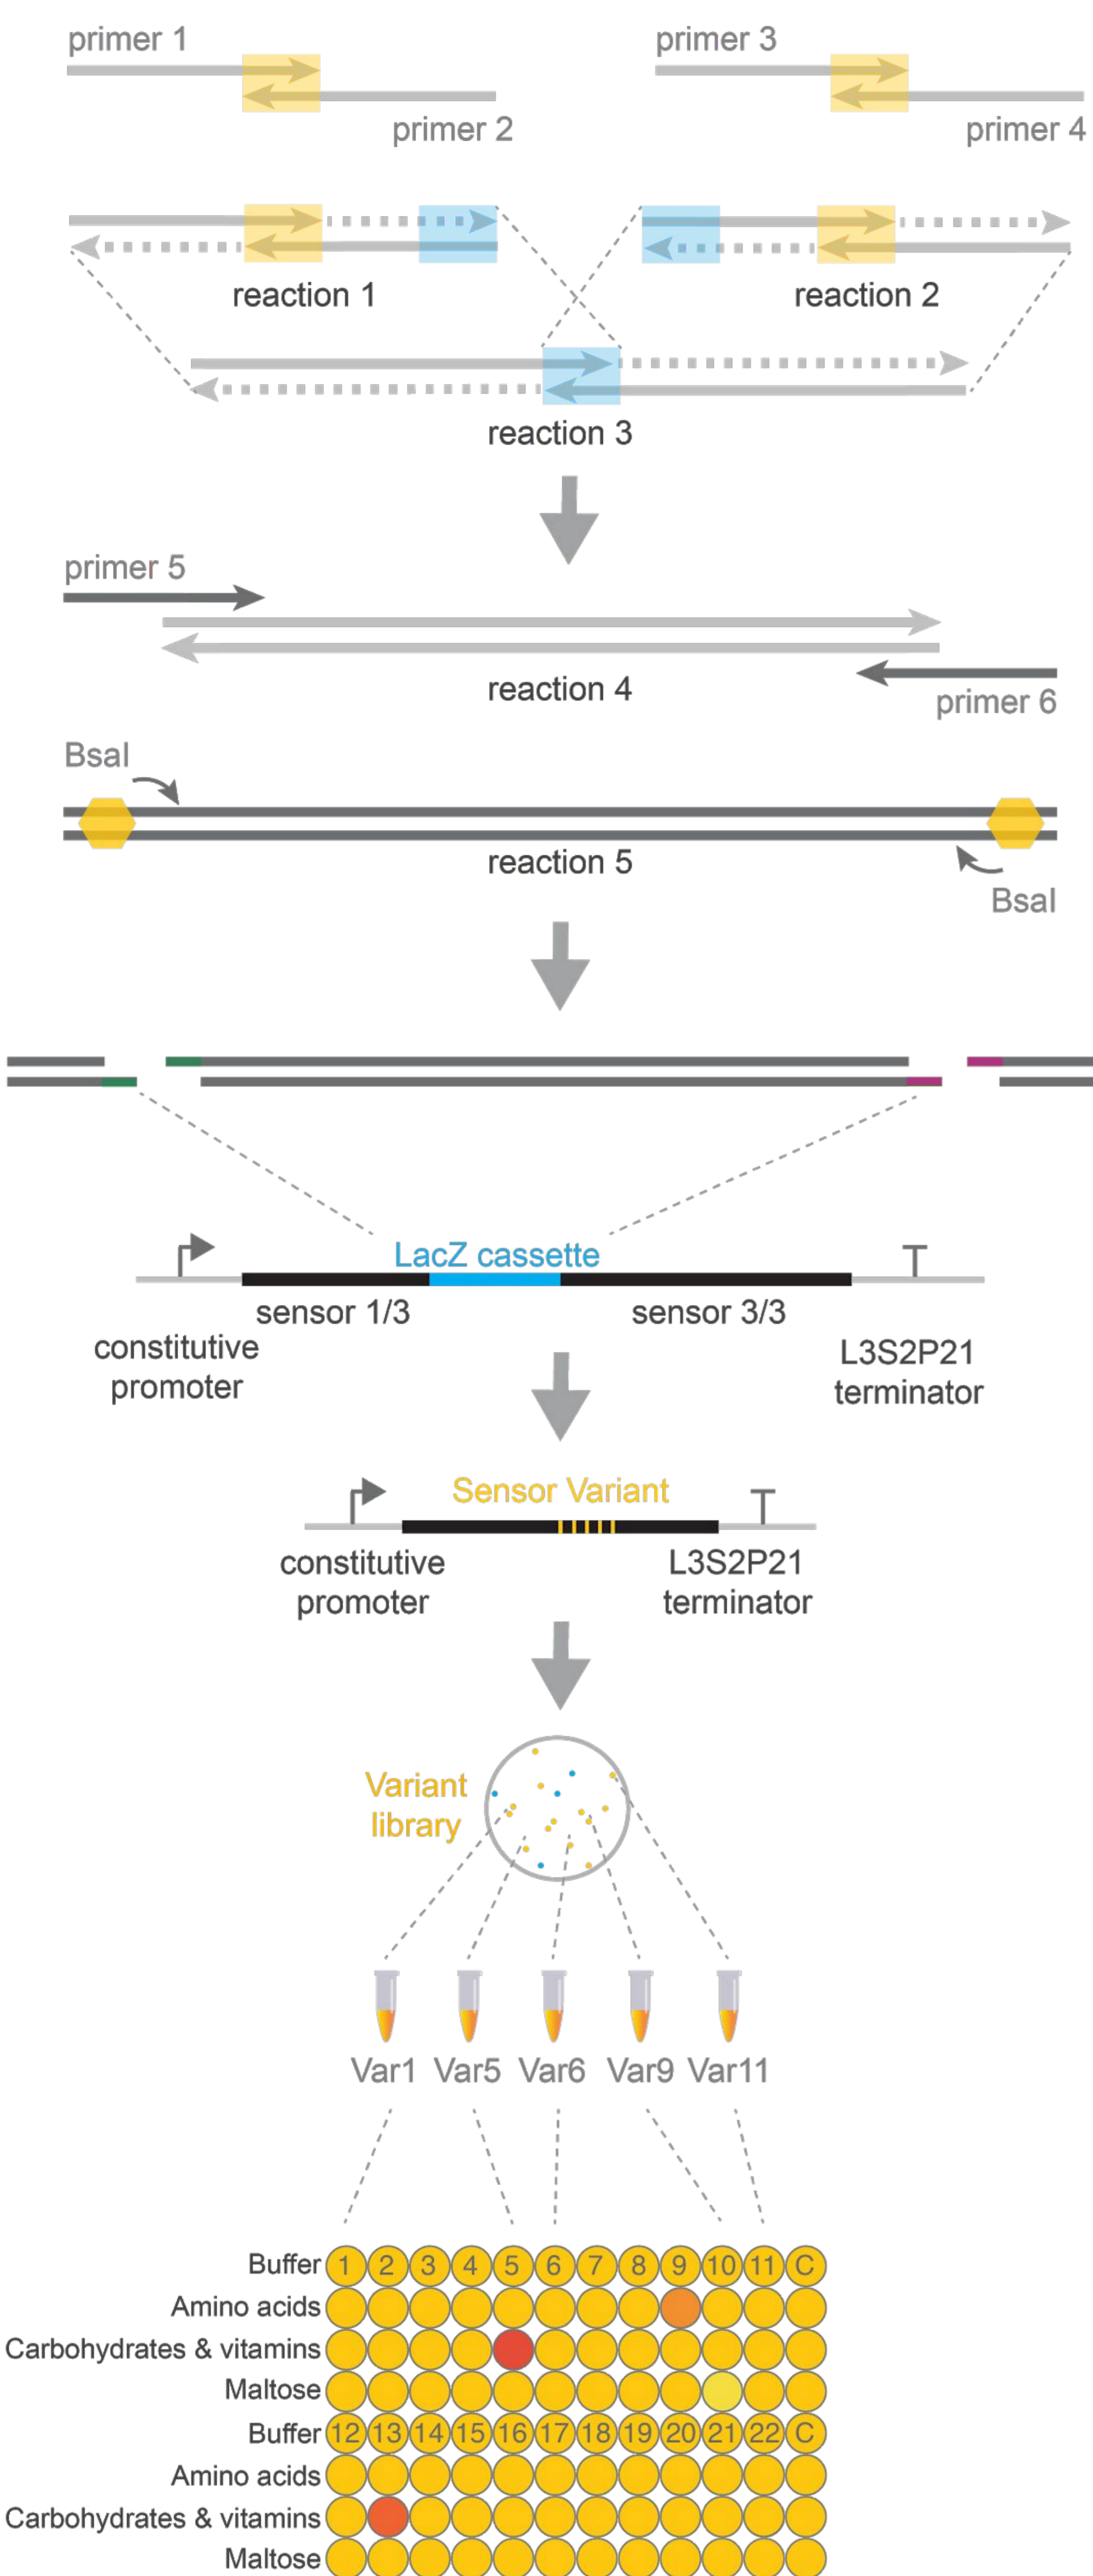 primer 1
primer 3
primer 2
primer 4
reaction 1
reaction 2
reaction 3
primer 5
reaction 4
primer 6
BsaI
reaction 5
BsaI
LacZ cassette
sensor 1/3
sensor 3/3
constitutive
promoter
L3S2P21
terminator
Sensor Variant
constitutive
promoter
L3S2P21
terminator
Variant
library
Var1 Var5 Var6 Var9 Var11
Buffer 1 2 3 4 5 6 7 8 9 10 11 C
Amino acids
Carbohydrates & vitamins
Maltose
Buffer 12 13 14 15 16 17 18 19 20 21 22 C
Amino acids
Carbohydrates & vitamins
Maltose